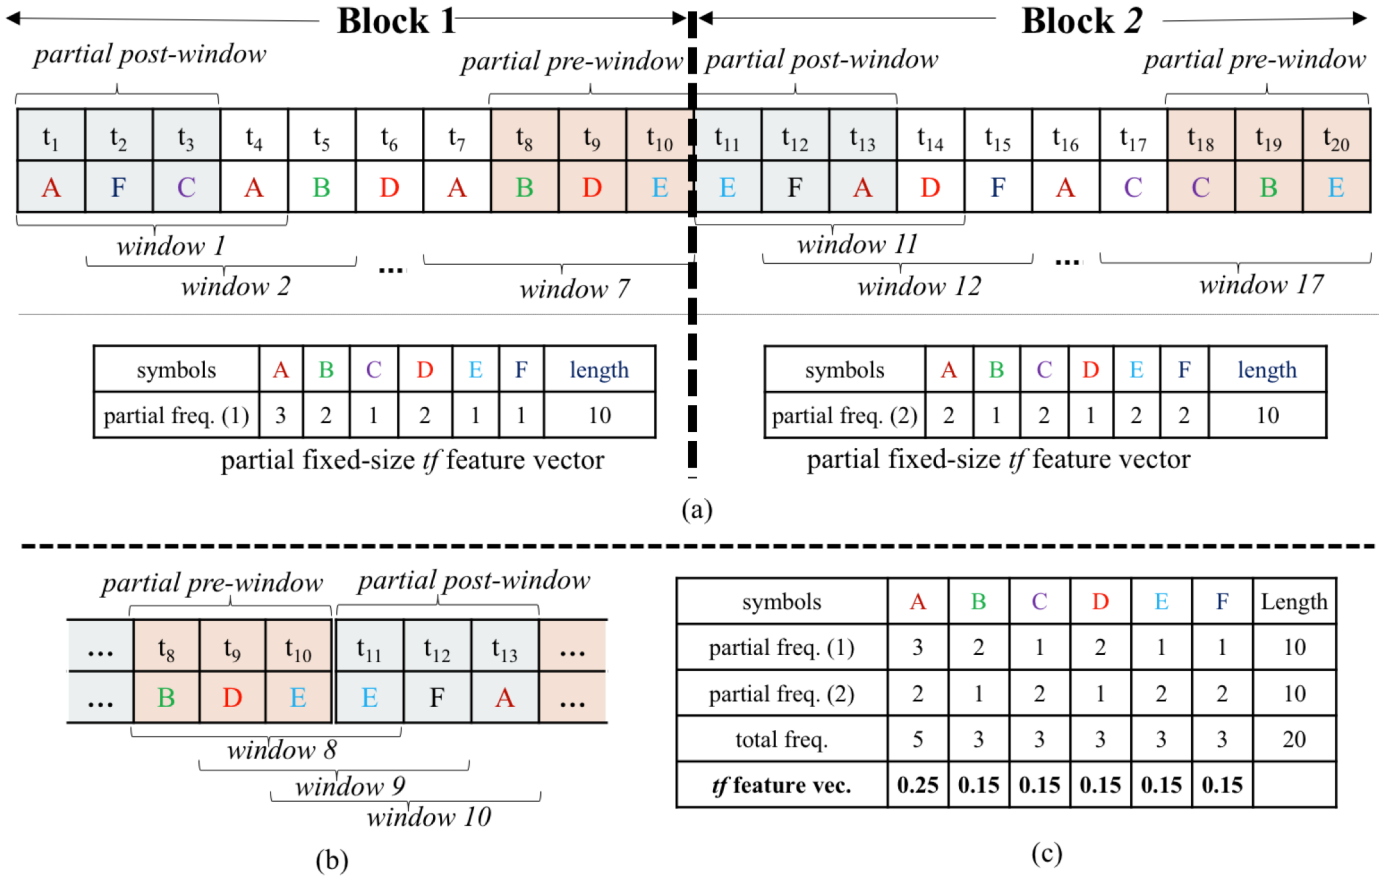 Block 1 Block 2
partial post-window partial pre-window partial post-window partial pre-window
t1 t2 t3 t4 t5 t6 t7 t8 t9 t10 t11 t12 t13 t14 t15 t16 t17 t18 t19 t20
A F C A B D A B D E E F A D F A C C B E
window 1 window 11
window 2 ... window 7 window 12 ... window 17
symbols A B C D E F length
partial freq. (1) 3 2 1 2 1 1 10
partial fixed-size tf feature vector
symbols A B C D E F length
partial freq. (2) 2 1 2 1 2 2 10
partial fixed-size tf feature vector
(a)
partial pre-window partial post-window
... t8 t9 t10 t11 t12 t13 ...
... B D E E F A ...
window 8
window 9
window 10
(b)
symbols A B C D E F Length
partial freq. (1) 3 2 1 2 1 1 10
partial freq. (2) 2 1 2 1 2 2 10
total freq. 5 3 3 3 3 3 20
tf feature vec. 0.25 0.15 0.15 0.15 0.15 0.15
(c)